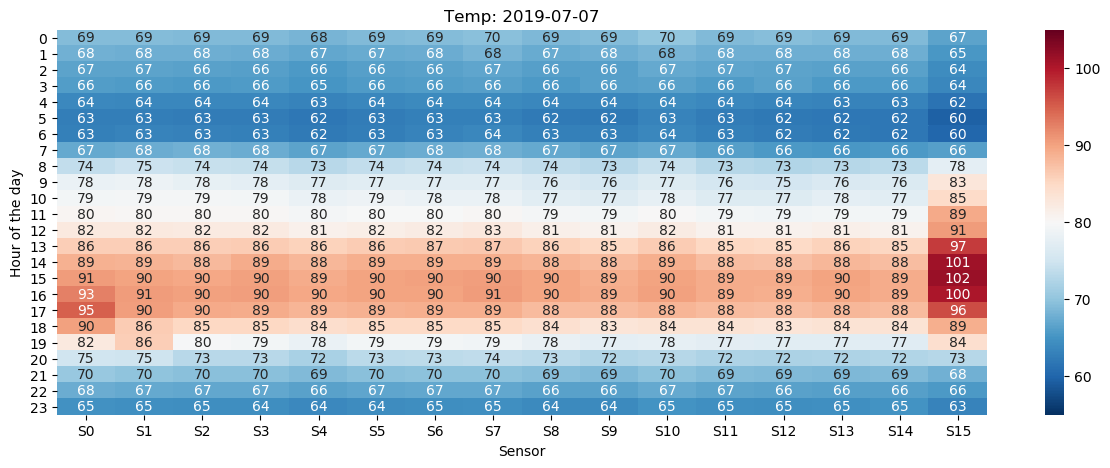 Temp: 2019-07-07
Hour of the day
0 69 69 69 69 68 69 69 70 69 69 70 69 69 69 69 67
1 68 68 68 68 67 67 68 68 67 68 68 68 68 68 68 65
2 67 67 66 66 66 66 66 67 66 66 67 67 67 66 66 64
3 66 66 66 66 65 66 66 66 66 66 66 66 66 66 66 64
4 64 64 64 64 63 64 64 64 64 64 64 64 64 63 63 62
5 63 63 63 63 62 63 63 63 62 62 63 63 62 62 62 60
6 63 63 63 63 62 63 63 64 63 63 64 63 62 62 62 60
7 67 68 68 68 67 67 68 68 67 67 67 66 66 66 66 66
8 74 75 74 74 73 74 74 74 74 73 74 73 73 73 73 78
9 78 78 78 78 77 77 77 77 76 76 77 76 75 76 76 83
10 79 79 79 79 78 79 78 78 77 77 78 77 77 78 77 85
11 80 80 80 80 80 80 80 80 79 79 80 79 79 79 79 89
12 82 82 82 82 81 82 82 83 81 81 82 81 81 81 81 91
13 86 86 86 86 86 86 87 87 86 85 86 85 85 86 85 97
14 89 89 88 89 88 89 89 89 88 88 89 88 88 88 88 101
15 91 90 90 90 89 90 90 90 90 89 90 89 89 90 89 102
16 93 91 90 90 90 90 90 91 90 89 90 89 89 90 89 100
17 95 90 90 89 89 89 89 89 88 88 88 88 88 88 88 96
18 90 86 85 85 84 85 85 85 84 83 84 84 83 84 84 89
19 82 86 80 79 78 79 79 79 78 77 78 77 77 77 77 84
20 75 75 73 73 72 73 73 74 73 72 73 72 72 72 72 73
21 70 70 70 70 69 70 70 70 69 69 70 69 69 69 69 68
22 68 67 67 67 66 67 67 67 66 66 67 67 66 66 66 66
23 65 65 65 64 64 64 65 65 64 64 65 65 65 65 65 63
S0 S1 S2 S3 S4 S5 S6 S7 S8 S9 S10 S11 S12 S13 S14 S15
Sensor
100
90
80
70
60